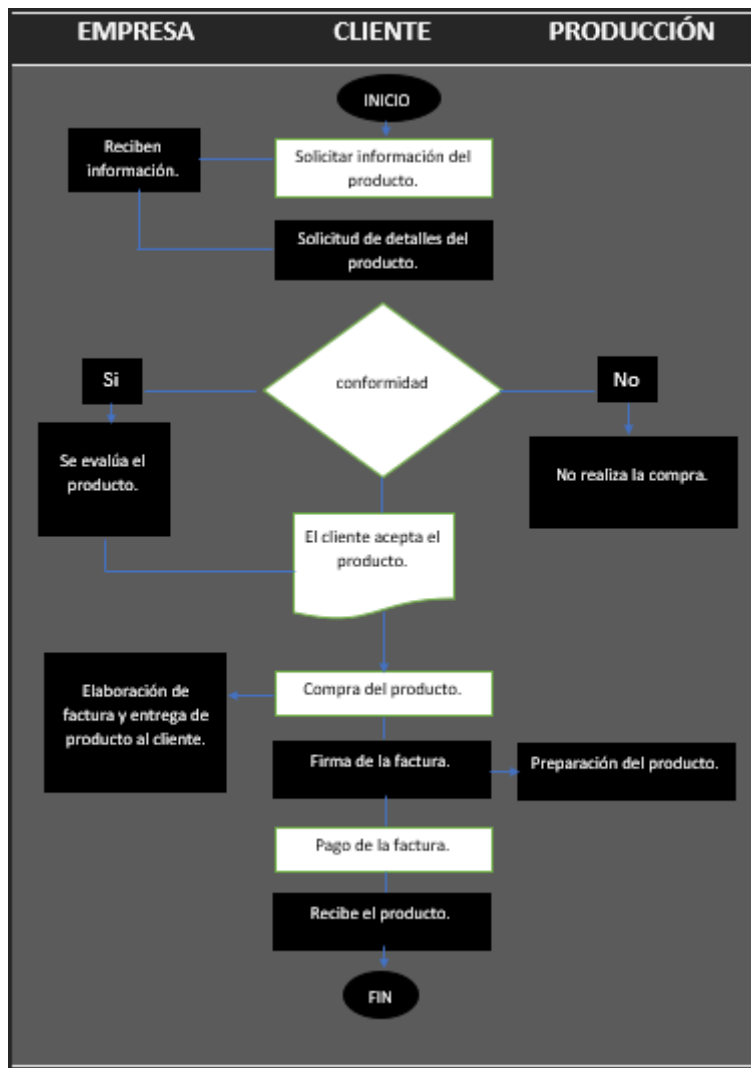 EMPRESA CLIENTE PRODUCCIÓN
INICIO
Reciben
información.
Solicitar información del
producto.
Solicitud de detalles del
producto.
conformidad
Si
No
Se evalúa el
producto.
No realiza la compra.
El cliente acepta el
producto.
Elaboración de
factura y entrega de
producto al cliente.
Compra del producto.
Firma de la factura.
Preparación del producto.
Pago de la factura.
Recibe el producto.
FIN